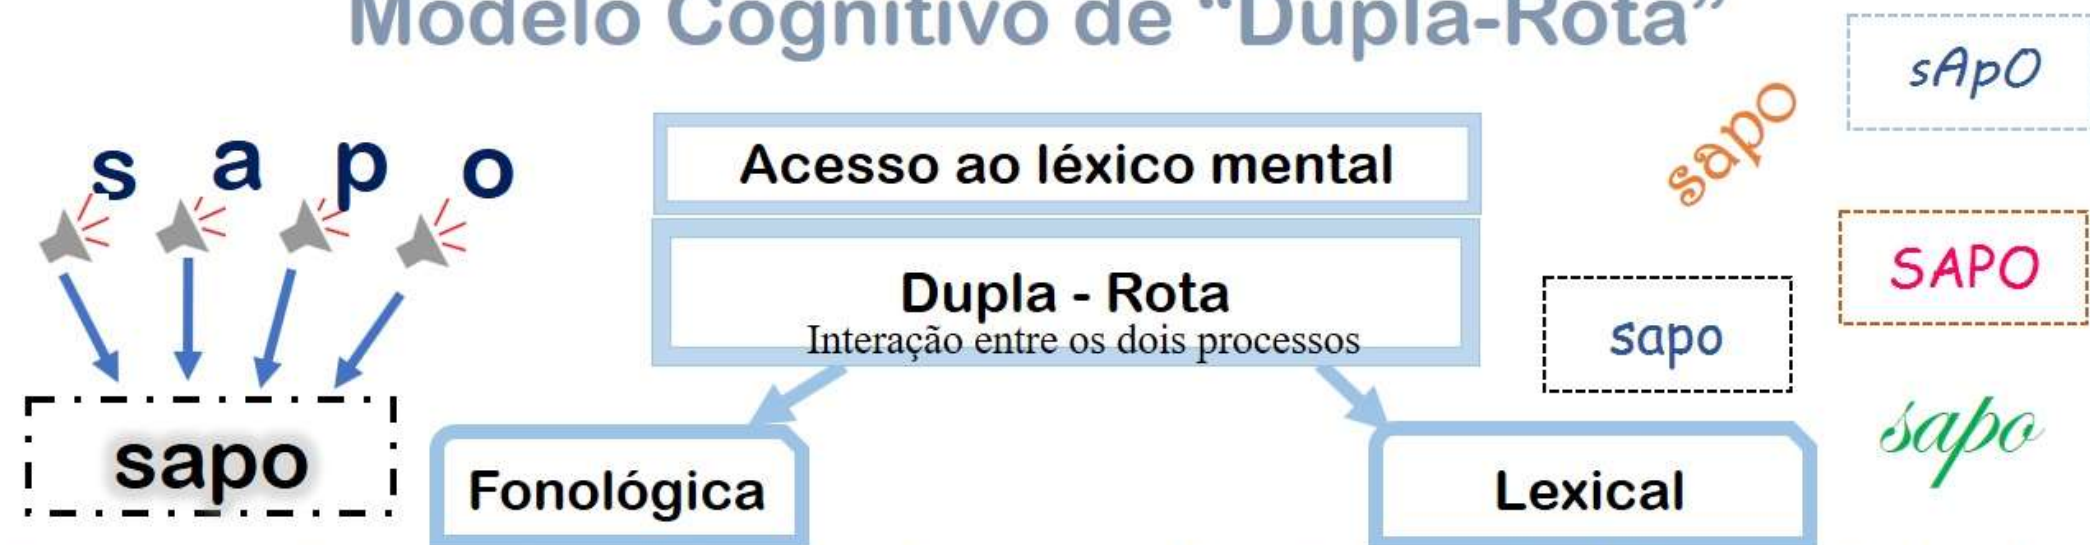 Modelo Cognitivo de “Dupla-Rota”
s a p o
sapo
Acesso ao léxico mental
Dupla - Rota
Interação entre os dois processos
Fonológica
Lexical
sapo
sApO
SAPO
sapo
sapo